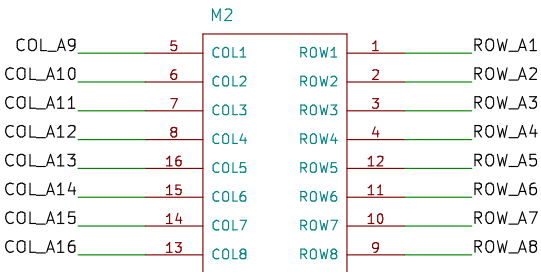 M2
COL_A9 5 COL1 ROW1 1 ROW_A1
COL_A10 6 COL2 ROW2 2 ROW_A2
COL_A11 7 COL3 ROW3 3 ROW_A3
COL_A12 8 COL4 ROW4 4 ROW_A4
COL_A13 16 COL5 ROW5 12 ROW_A5
COL_A14 15 COL6 ROW6 11 ROW_A6
COL_A15 14 COL7 ROW7 10 ROW_A7
COL_A16 13 COL8 ROW8 9 ROW_A8